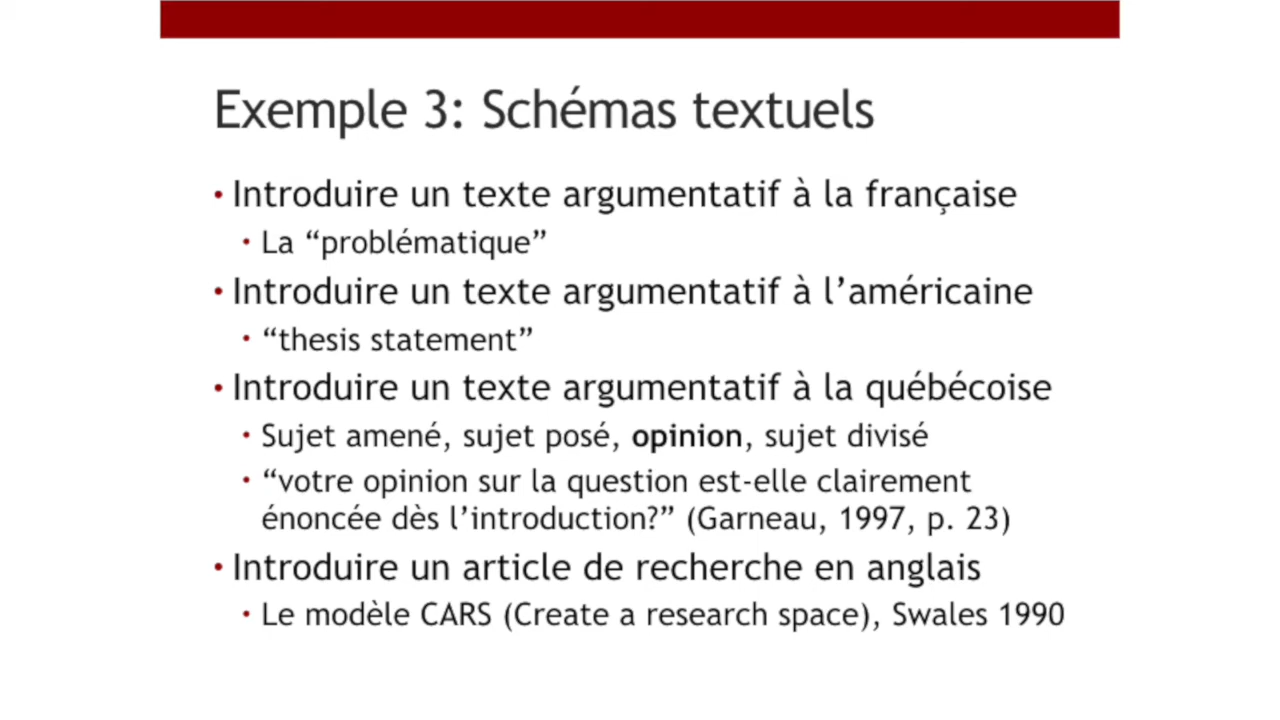 Exemple 3: Schémas textuels
• Introduire un texte argumentatif à la française
• La “problématique”
• Introduire un texte argumentatif à l’américaine
• “thesis statement”
• Introduire un texte argumentatif à la québécoise
• Sujet amené, sujet posé, opinion, sujet divisé
• “votre opinion sur la question est-elle clairement
énoncée dès l’introduction?” (Garneau, 1997, p. 23)
• Introduire un article de recherche en anglais
• Le modèle CARS (Create a research space), Swales 1990